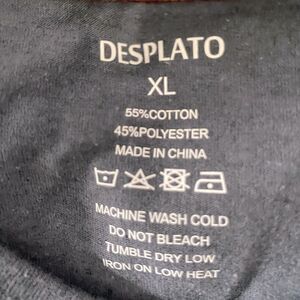 DESPLATO
XL
55%COTTON
45%POLYESTER
MADE IN CHINA
MACHINE WASH COLD
DO NOT BLEACH
TUMBLE DRY LOW
IRON ON LOW HEAT